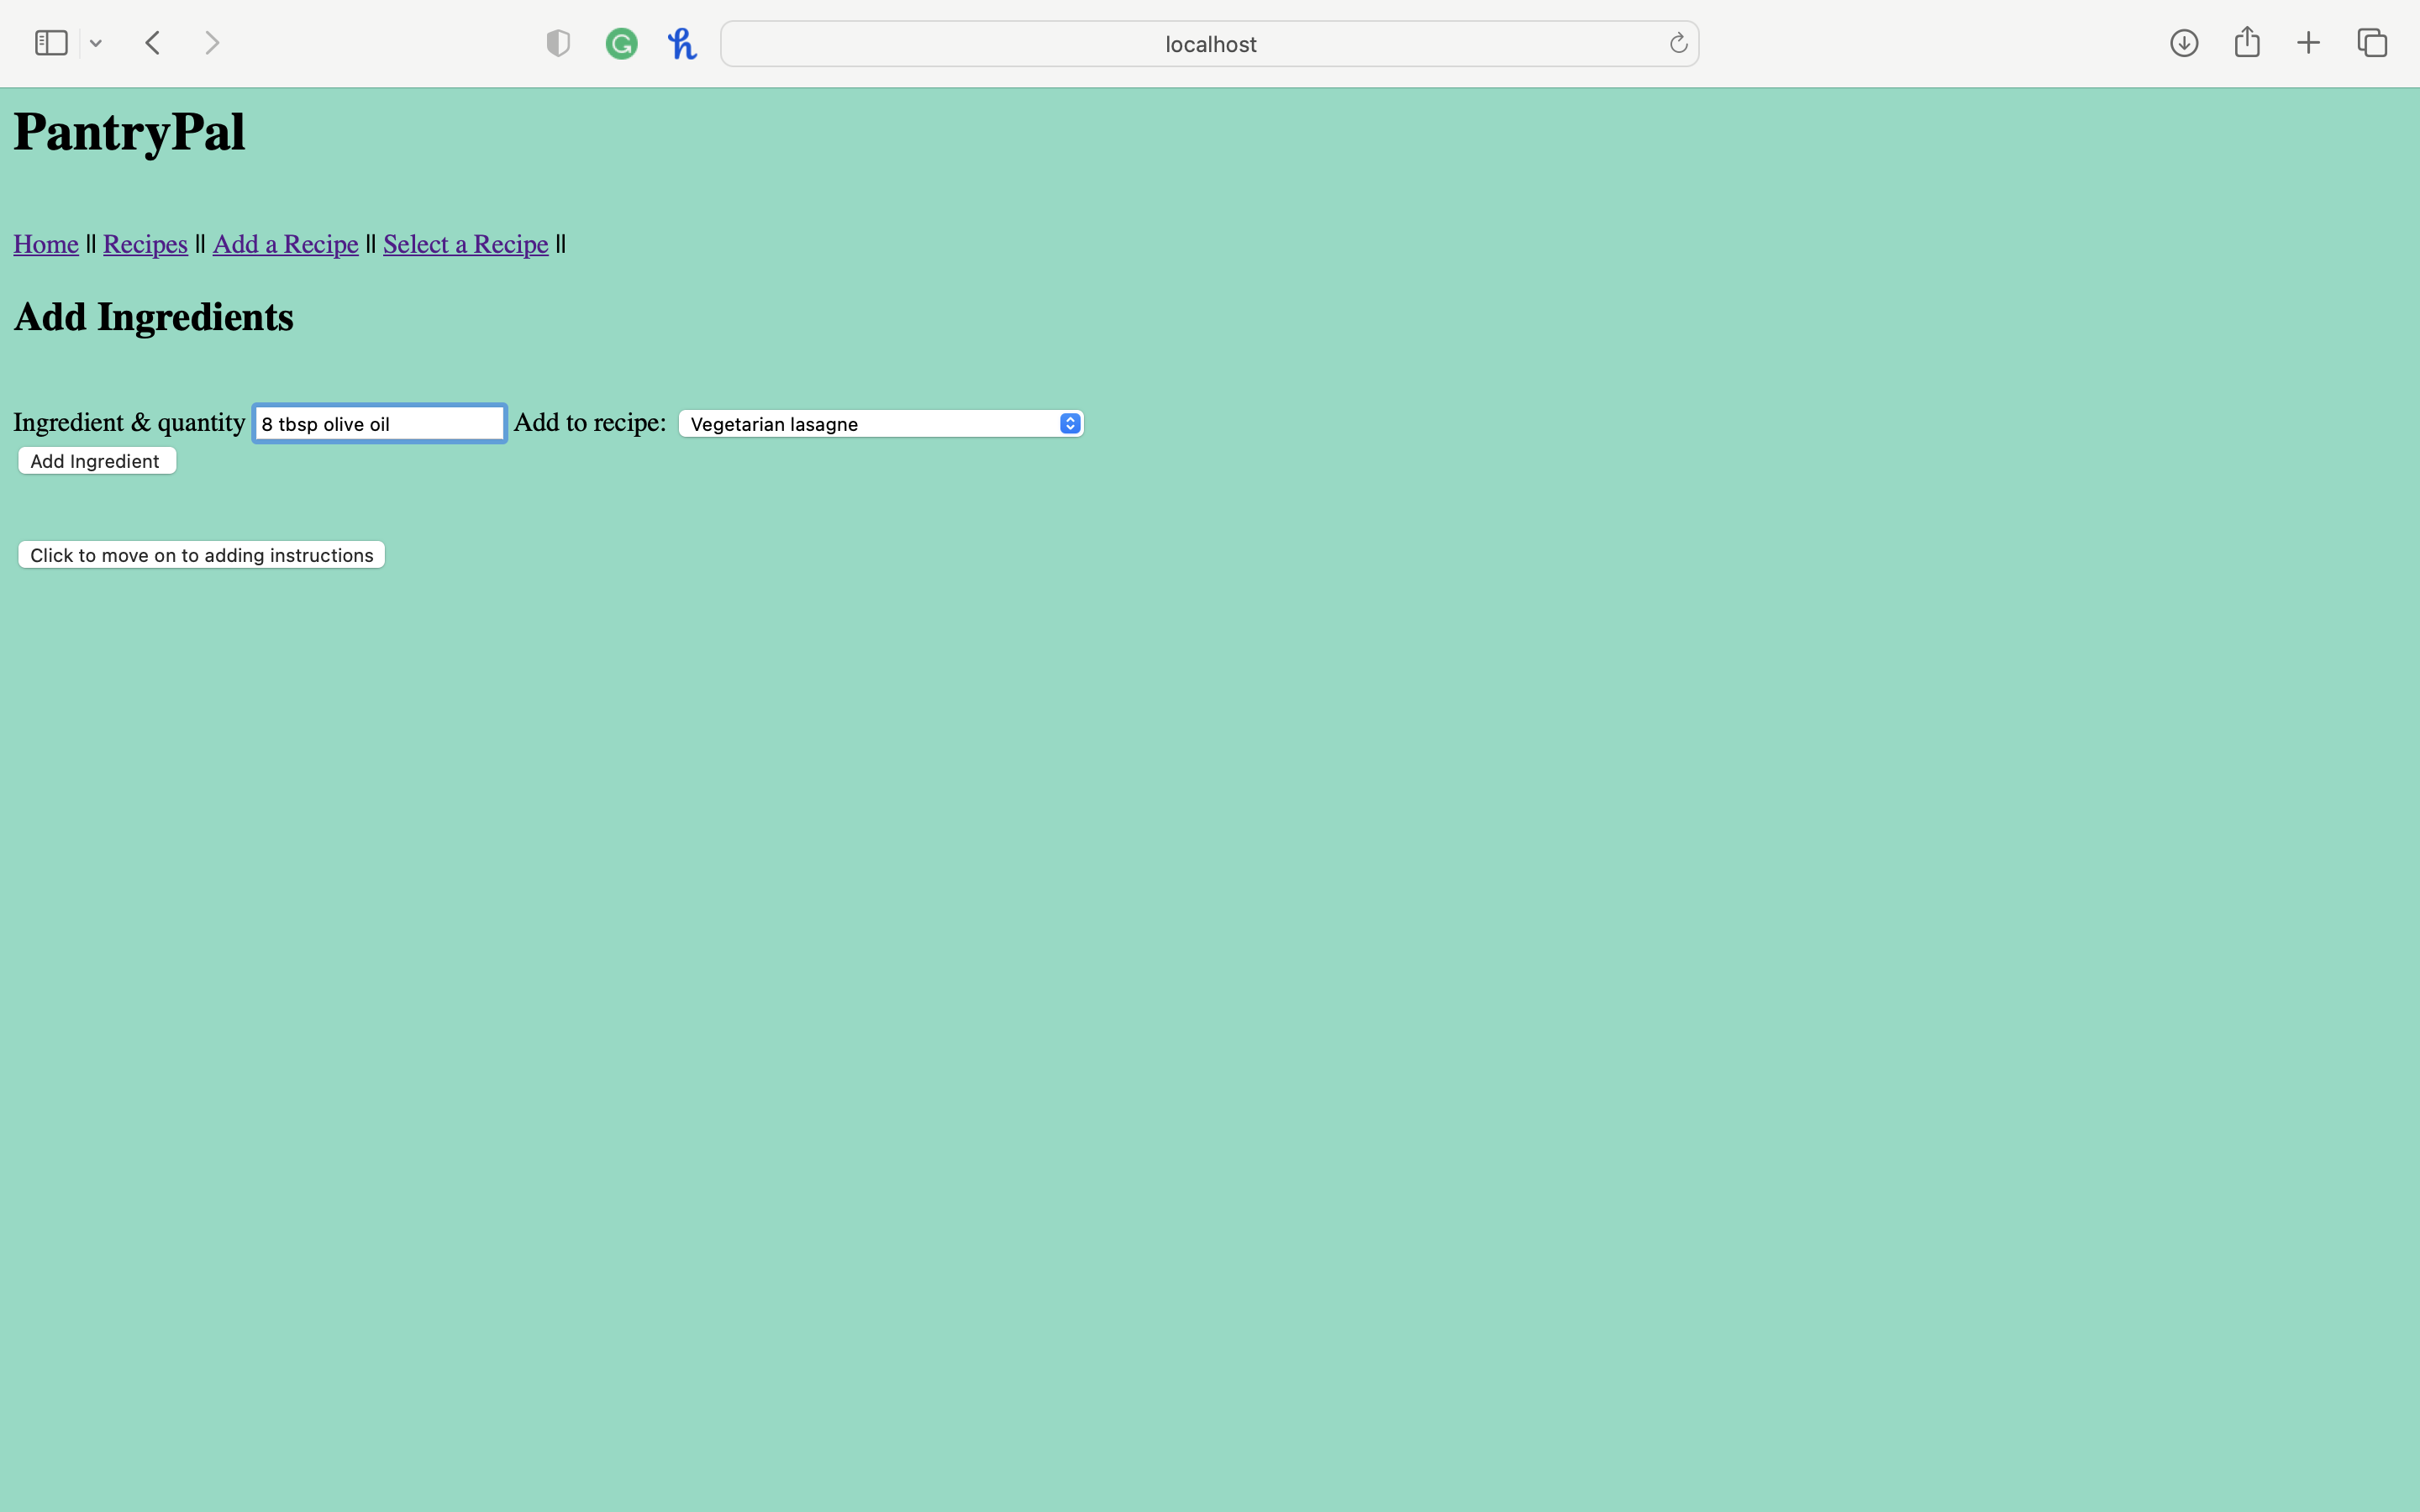 localhost
PantryPal
Home || Recipes || Add a Recipe || Select a Recipe ||
Add Ingredients
Ingredient & quantity 8 tbsp olive oil Add to recipe: Vegetarian lasagne
Add Ingredient
Click to move on to adding instructions